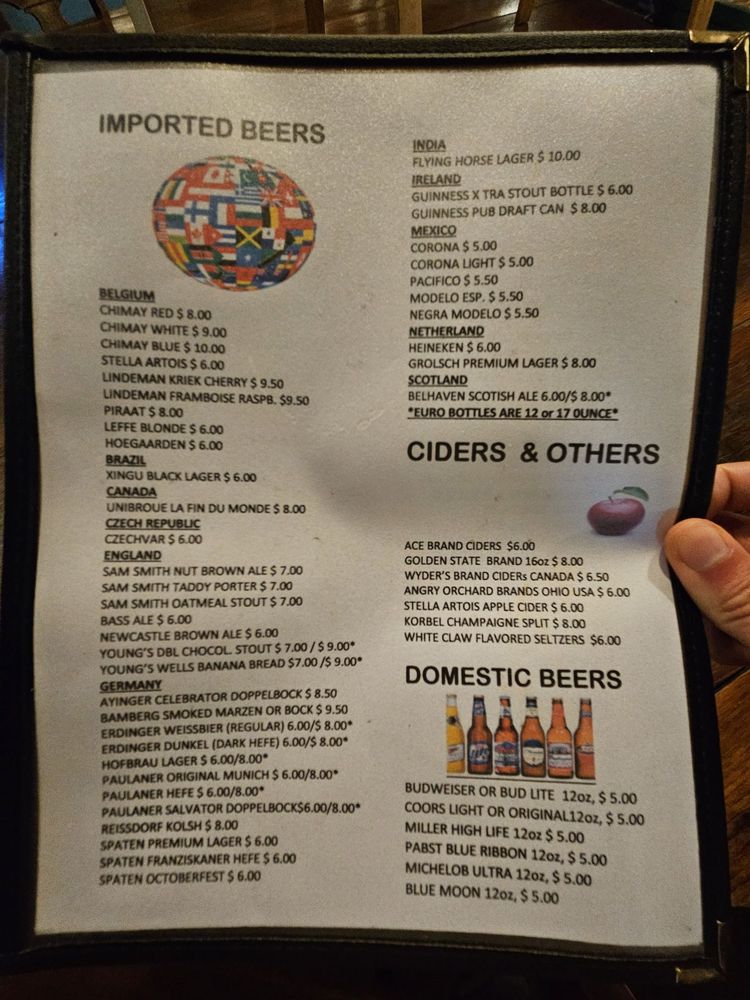 IMPORTED BEERS
BELGIUM
CHIMAY RED $ 8.00
CHIMAY WHITE $ 9.00
CHIMAY BLUE $ 10.00
STELLA ARTOIS $ 6.00
LINDEMAN KRIEK CHERRY $ 9.50
LINDEMAN FRAMBOISE RASPB. $9.50
PIRAAT $ 8.00
LEFFE BLONDE $ 6.00
HOEGAARDEN $ 6.00
BRAZIL
XINGU BLACK LAGER $ 6.00
CANADA
UNIBROUE LA FIN DU MONDE $ 8.00
CZECH REPUBLIC
CZECHVAR $ 6.00
ENGLAND
SAM SMITH NUT BROWN ALE $ 7.00
SAM SMITH TADDY PORTER $ 7.00
SAM SMITH OATMEAL STOUT $ 7.00
BASS ALE $ 6.00
NEWCASTLE BROWN ALE $ 6.00
YOUNG'S DBL CHOCOL. STOUT $ 7.00 / $ 9.00*
YOUNG'S WELLS BANANA BREAD $7.00 /$ 9.00*
GERMANY
AYINGER CELEBRATOR DOPPELBOCK $ 8.50
BAMBERG SMOKED MARZEN OR BOCK $ 9.50
ERDINGER WEISSBIER (REGULAR) 6.00/$ 8.00*
ERDINGER DUNKEL (DARK HEFE) 6.00/$ 8.00*
HOFBRAU LAGER $ 6.00/8.00*
PAULANER ORIGINAL MUNICH $ 6.00/8.00*
PAULANER HEFE $ 6.00/8.00*
PAULANER SALVATOR DOPPELBOCK$6.00/8.00*
REISSDORF KOLSH $ 8.00
SPATEN PREMIUM LAGER $ 6.00
SPATEN FRANZISKANER HEFE $ 6.00
SPATEN OCTOBERFEST $ 6.00
INDIA
FLYING HORSE LAGER $ 10.00
IRELAND
GUINNESS X TRA STOUT BOTTLE $ 6.00
GUINNESS PUB DRAFT CAN $ 8.00
MEXICO
CORONA $ 5.00
CORONA LIGHT $ 5.00
PACIFICO $ 5.50
MODELO ESP. $ 5.50
NEGRA MODELO $ 5.50
NETHERLAND
HEINEKEN $ 6.00
GROLSCH PREMIUM LAGER $ 8.00
SCOTLAND
BELHAVEN SCOTISH ALE 6.00/$ 8.00*
*EURO BOTTLES ARE 12 or 17 0UNCE*
CIDERS & OTHERS
ACE BRAND CIDERS $6.00
GOLDEN STATE BRAND 16oz $ 8.00
WYDER'S BRAND CIDERs CANADA $ 6.50
ANGRY ORCHARD BRANDS OHIO USA $ 6.00
STELLA ARTOIS APPLE CIDER $ 6.00
KORBEL CHAMPAIGNE SPLIT $ 8.00
WHITE CLAW FLAVORED SELTZERS $6.00
DOMESTIC BEERS
BUDWEISER OR BUD LITE 12oz, $ 5.00
COORS LIGHT OR ORIGINAL12oz, $ 5.00
MILLER HIGH LIFE 12oz $ 5.00
PABST BLUE RIBBON 12oz, $ 5.00
MICHELOB ULTRA 12oz, $ 5.00
BLUE MOON 12oz, $ 5.00